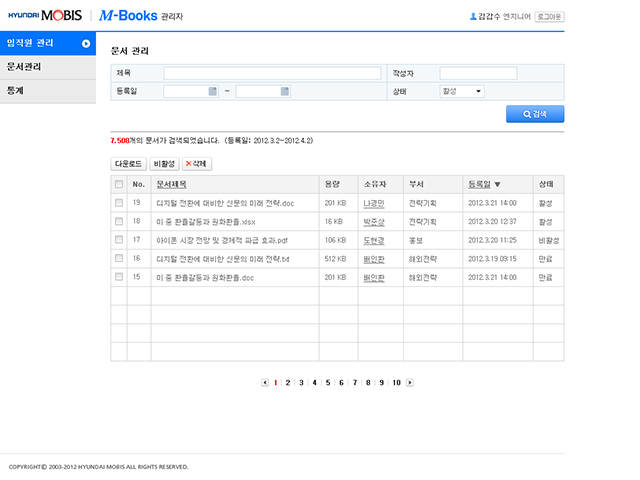 HYUNDAI MOBIS M-Books 관리자 김갑수 엔지니어 로그아웃
임직원 관리
문서관리
통계
문서 관리
제목 작성자
등록일 ~ 상태 활성
검색
7,508개의 문서가 검색되었습니다. (등록일: 2012.3.2~2012.4.2)
다운로드 비활성 삭제
No. 문서제목 용량 소유자 부서 등록일 ▼ 상태
19 디지털 전환에 대비한 신문의 미래 전략.doc 201 KB 나경민 전략기획 2012.3.21 14:00 활성
18 미·중 환율갈등과 원화환율.xlsx 16 KB 박준상 전략기획 2012.3.20 12:37 활성
17 아이폰 시장 전망 및 경제적 파급 효과.pdf 106 KB 도현결 홍보 2012.3.20 11:25 비활성
16 디지털 전환에 대비한 신문의 미래 전략.txt 512 KB 배인환 해외전략 2012.3.19 09:15 만료
15 미·중 환율갈등과 원화환율.doc 201 KB 배인환 해외전략 2012.3.21 14:00 만료
1 2 3 4 5 6 7 8 9 10
COPYRIGHT© 2003-2012 HYUNDAI MOBIS ALL RIGHTS RESERVED.